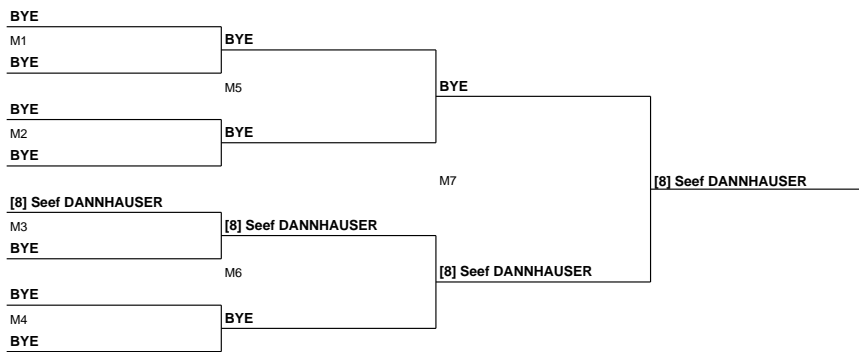 BYE
M1
BYE
BYE
M5
BYE
BYE
M2
BYE
BYE
M7
[8] Seef DANNHAUSER
[8] Seef DANNHAUSER
M3
[8] Seef DANNHAUSER
BYE
M6
[8] Seef DANNHAUSER
BYE
M4
BYE
BYE